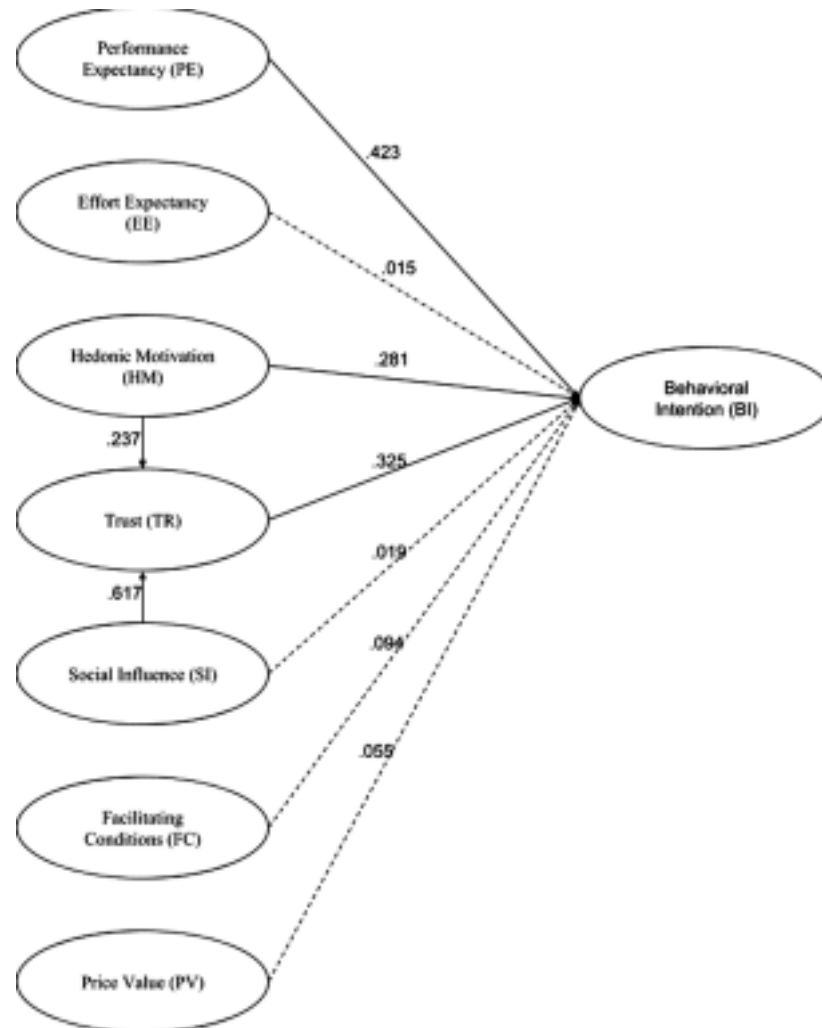 Performance
Expectancy (PE)
.423
Effort Expectancy
(EE)
.015
Hedonic Motivation
(HM)
.281
Behavioral
Intention (BI)
.237
.325
Trust (TR)
.019
.617
.094
Social Influence (SI)
.055
Facilitating
Conditions (FC)
Price Value (PV)